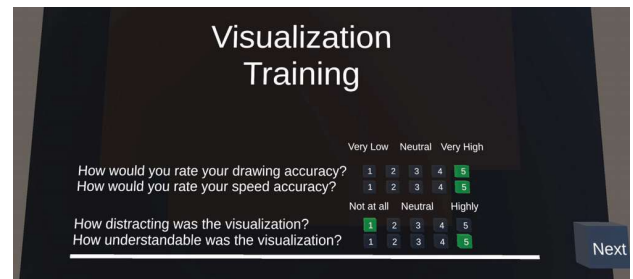 Visualization
Training
Very Low Neutral Very High
How would you rate your drawing accuracy? 1 2 3 4 5
How would you rate your speed accuracy? 1 2 3 4 5
Not at all Neutral Highly
How distracting was the visualization? 1 2 3 4 5
How understandable was the visualization? 1 2 3 4 5
Next